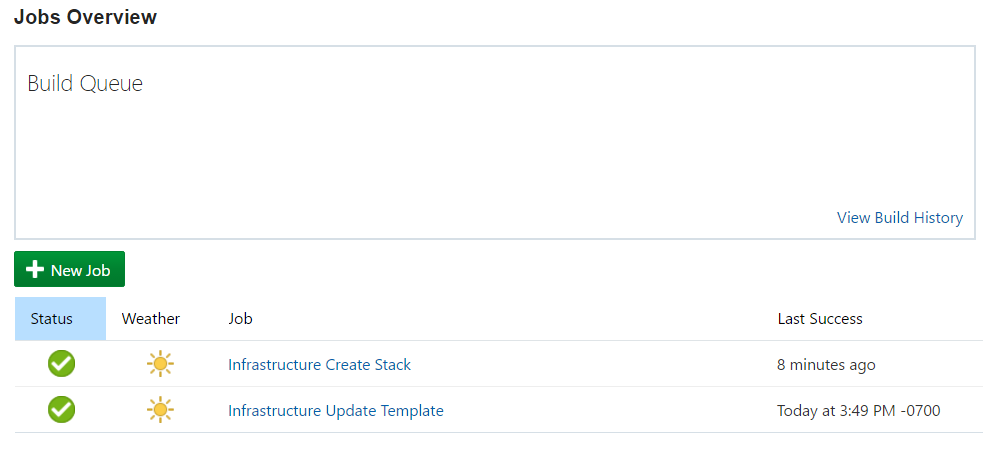 Jobs Overview
Build Queue
View Build History
New Job
Status Weather Job Last Success
Infrastructure Create Stack 8 minutes ago
Infrastructure Update Template Today at 3:49 PM -0700